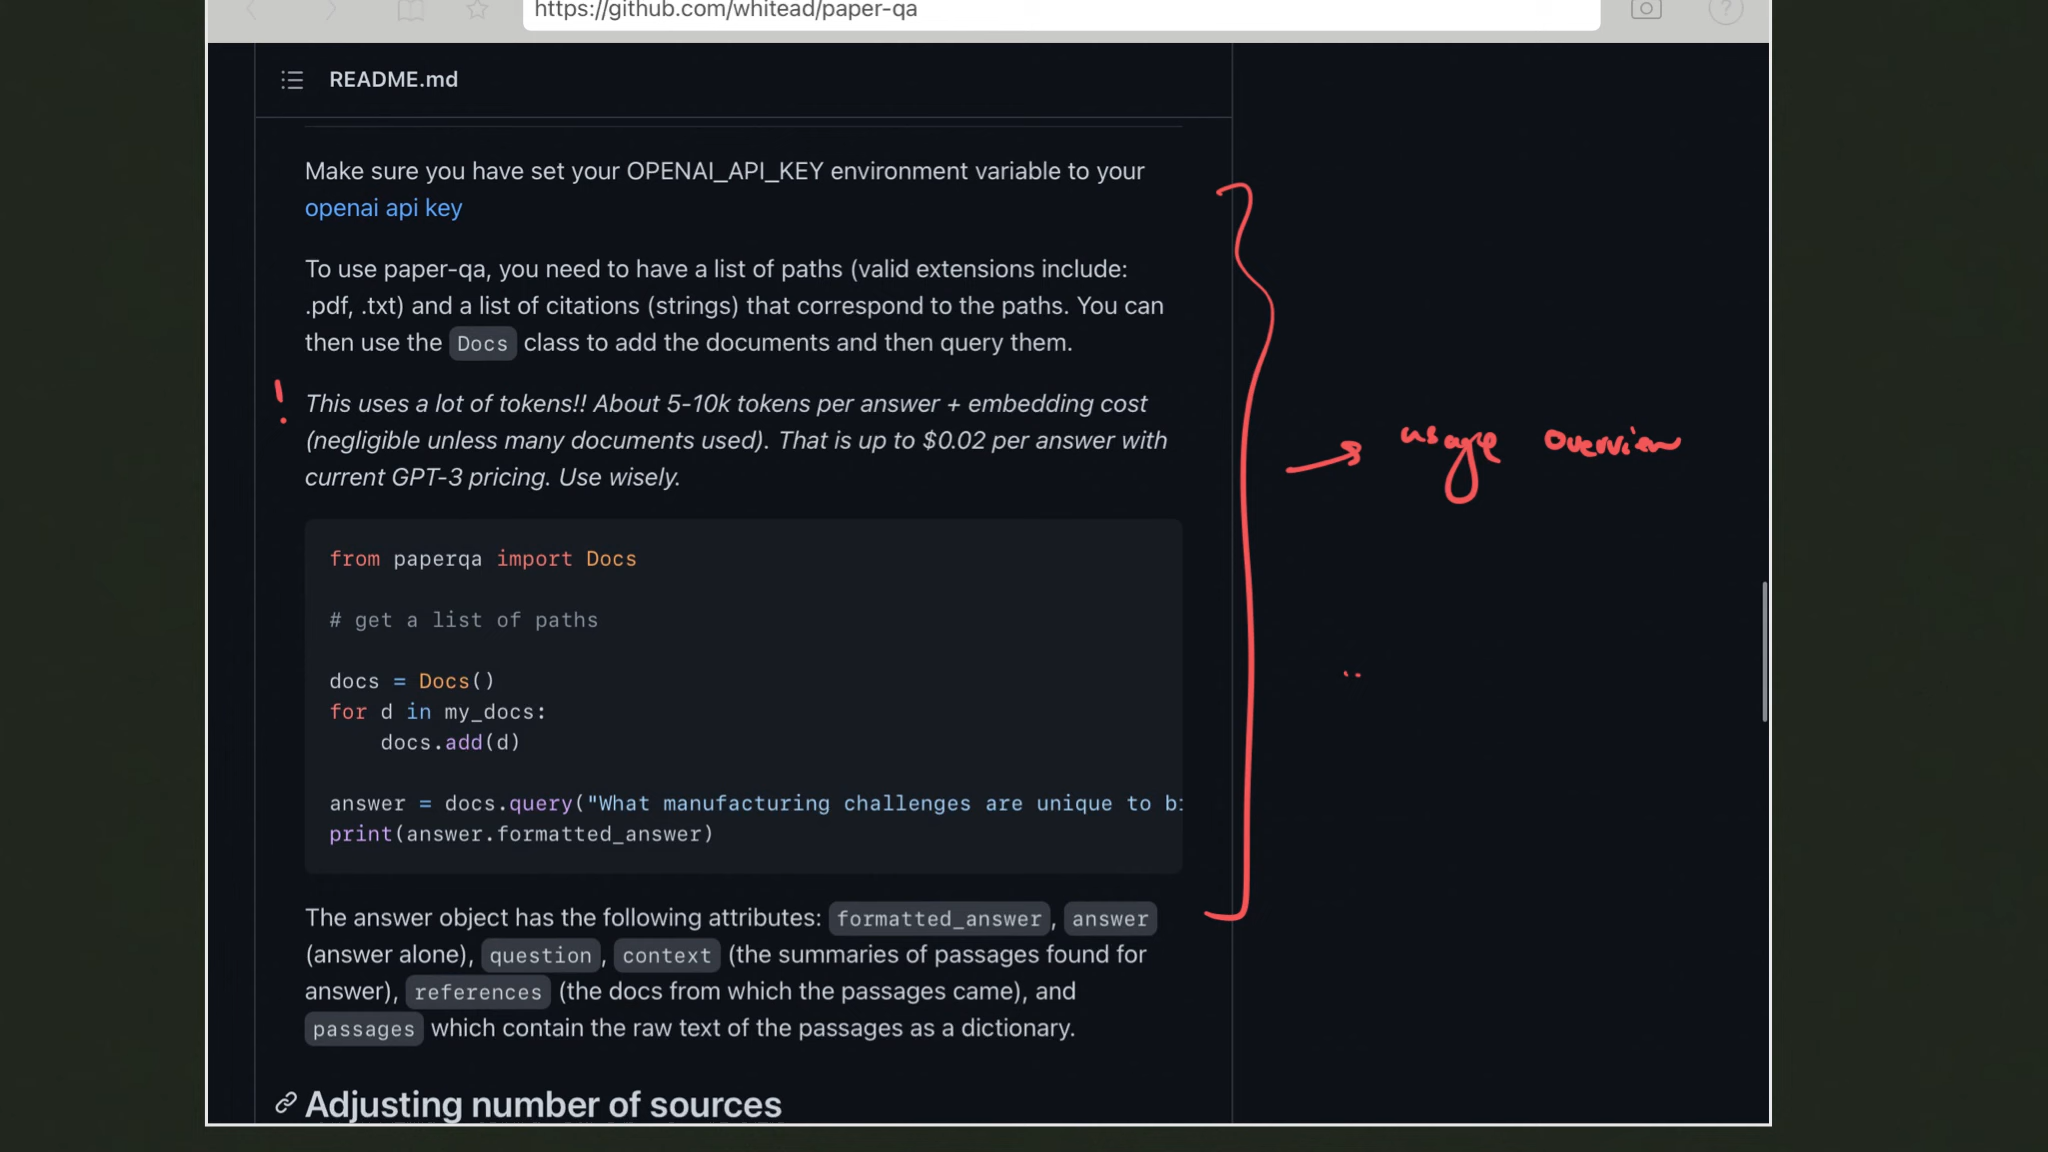 https://github.com/whitead/paper-qa
README.md
Make sure you have set your OPENAI_API_KEY environment variable to your
openai api key
To use paper-qa, you need to have a list of paths (valid extensions include:
.pdf, .txt) and a list of citations (strings) that correspond to the paths. You can
then use the Docs class to add the documents and then query them.
! This uses a lot of tokens!! About 5-10k tokens per answer + embedding cost
(negligible unless many documents used). That is up to $0.02 per answer with
current GPT-3 pricing. Use wisely.
usage overview
from paperqa import Docs
# get a list of paths
docs = Docs()
for d in my_docs:
    docs.add(d)
answer = docs.query("What manufacturing challenges are unique to bi
print(answer.formatted_answer)
The answer object has the following attributes: formatted_answer, answer
(answer alone), question, context (the summaries of passages found for
answer), references (the docs from which the passages came), and
passages which contain the raw text of the passages as a dictionary.
Adjusting number of sources